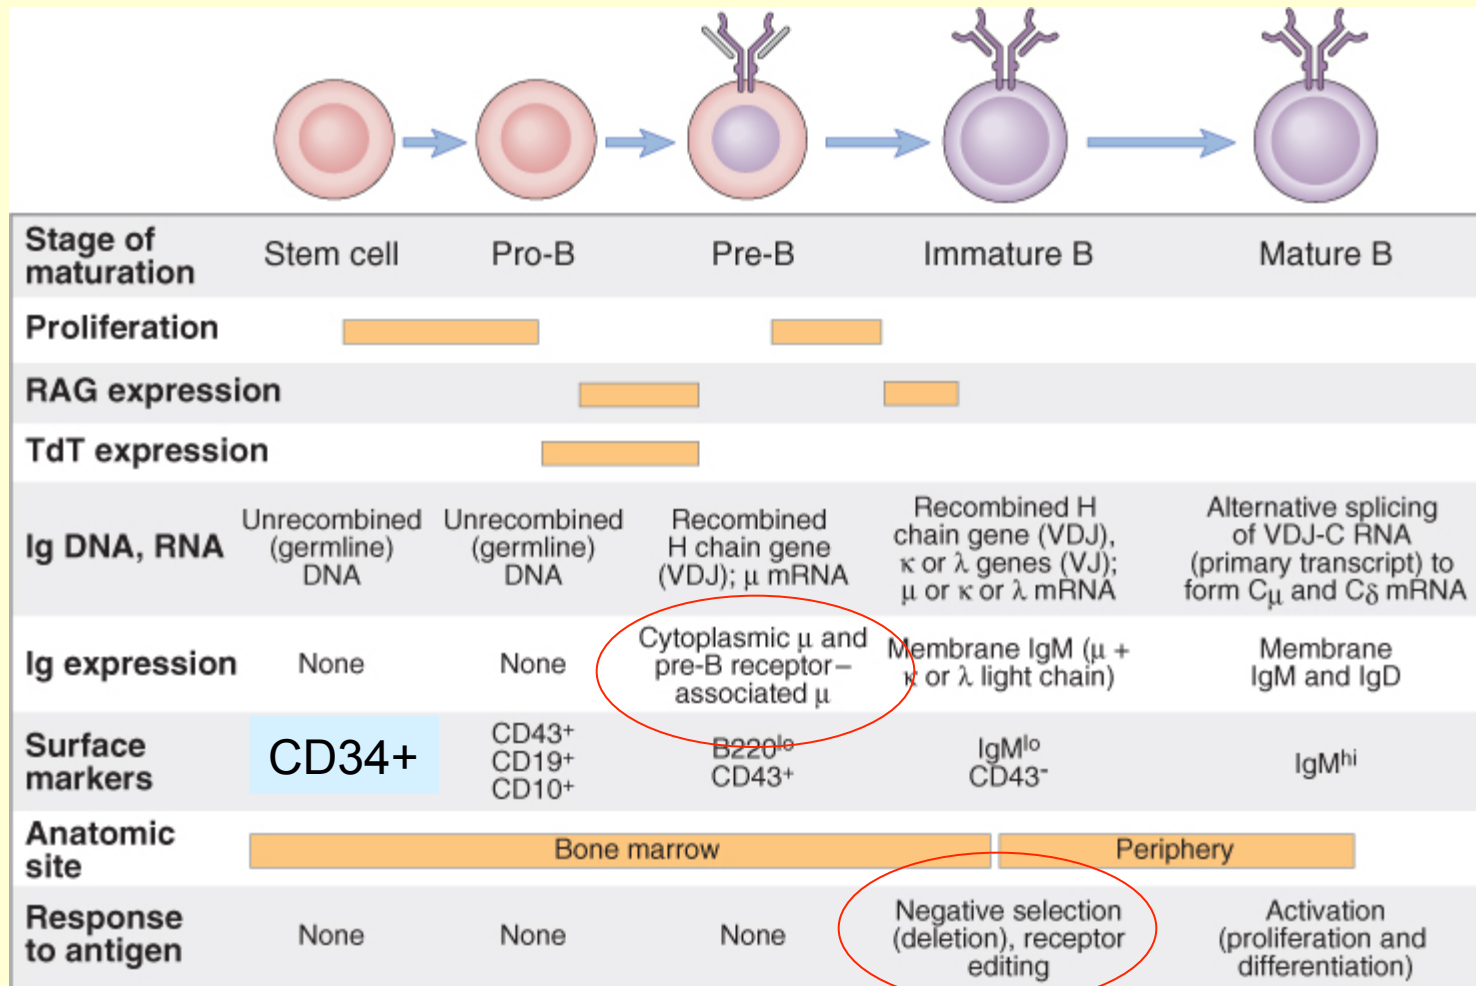 Stage of
maturation
Stem cell
Pro-B
Pre-B
Immature B
Mature B
Proliferation
RAG expression
TdT expression
Ig DNA, RNA
Unrecombined
(germline)
DNA
Unrecombined
(germline)
DNA
Recombined
H chain gene
(VDJ); μ mRNA
Recombined H
chain gene (VDJ),
κ or λ genes (VJ);
μ or κ or λ mRNA
Alternative splicing
of VDJ-C RNA
(primary transcript) to
form Cμ and Cδ mRNA
Ig expression
None
None
Cytoplasmic μ and
pre-B receptor–
associated μ
Membrane IgM (μ +
κ or λ light chain)
Membrane
IgM and IgD
Surface
markers
CD34+
CD43⁺
CD19⁺
CD10⁺
B220ˡᵒ
CD43⁺
IgMˡᵒ
CD43⁻
IgMʰⁱ
Anatomic
site
Bone marrow
Periphery
Response
to antigen
None
None
None
Negative selection
(deletion), receptor
editing
Activation
(proliferation and
differentiation)